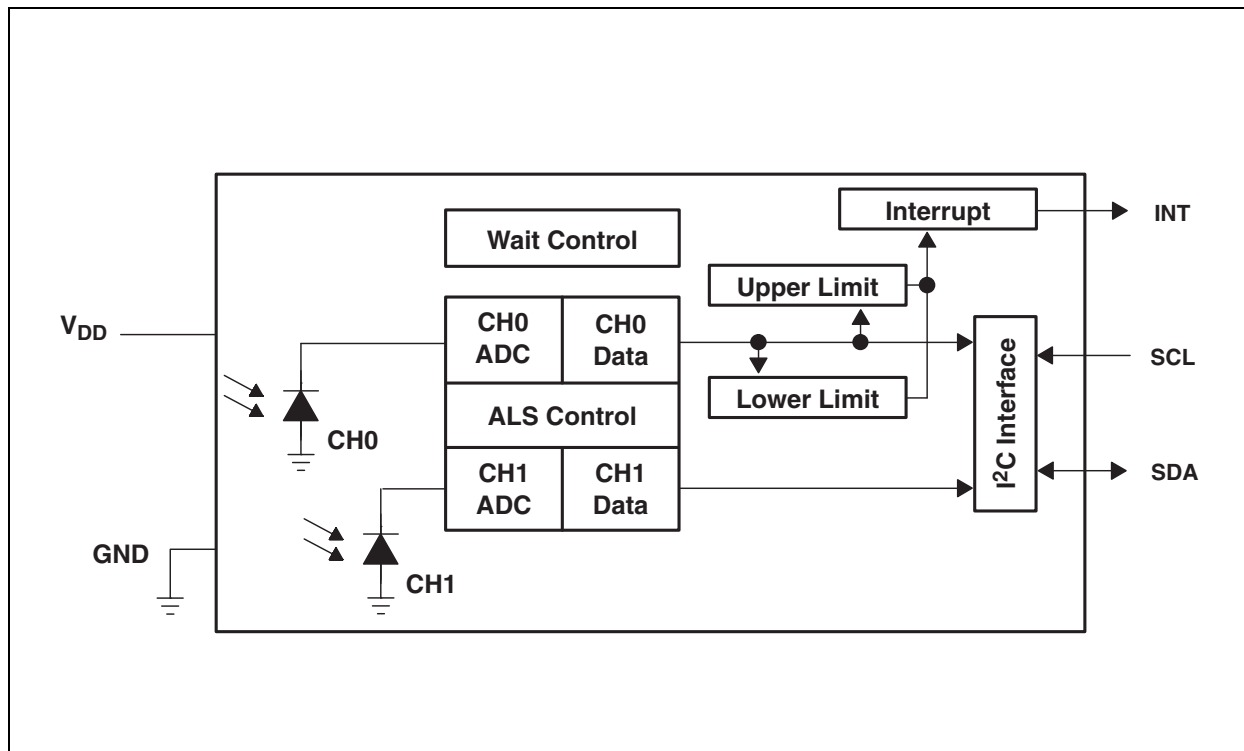 Interrupt
INT
Wait Control
Upper Limit
V_DD
CH0
ADC
CH0
Data
SCL
Lower Limit
ALS Control
CH0
I²C Interface
CH1
ADC
CH1
Data
SDA
GND
CH1